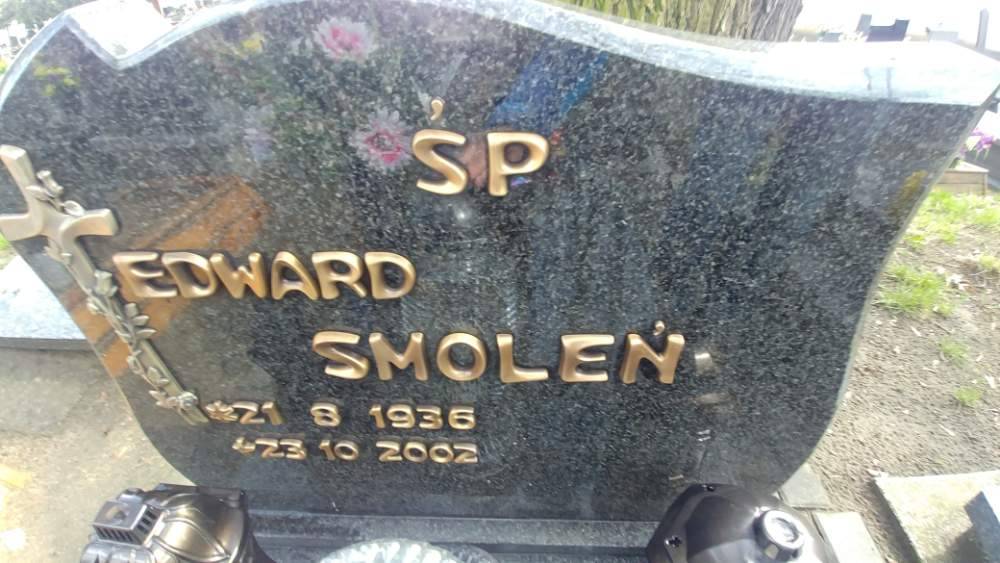 ŚP
EDWARD
SMOLEŃ
*21 8 1936
+23 10 2002